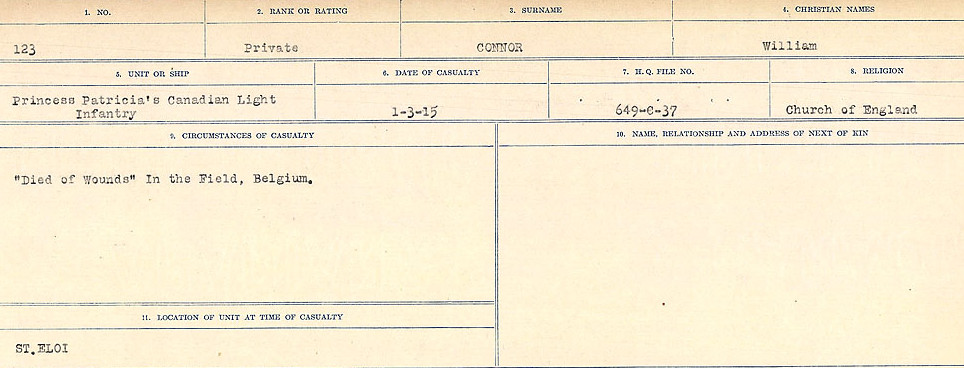 1. NO.
2. RANK OR RATING
3. SURNAME
4. CHRISTIAN NAMES
123
Private
CONNOR
William
5. UNIT OR SHIP
6. DATE OF CASUALTY
7. H.Q. FILE NO.
8. RELIGION
Princess Patricia's Canadian Light
Infantry
1-3-15
649-C-37
Church of England
9. CIRCUMSTANCES OF CASUALTY
10. NAME, RELATIONSHIP AND ADDRESS OF NEXT OF KIN
"Died of Wounds" In the Field, Belgium.
11. LOCATION OF UNIT AT TIME OF CASUALTY
ST.ELOI